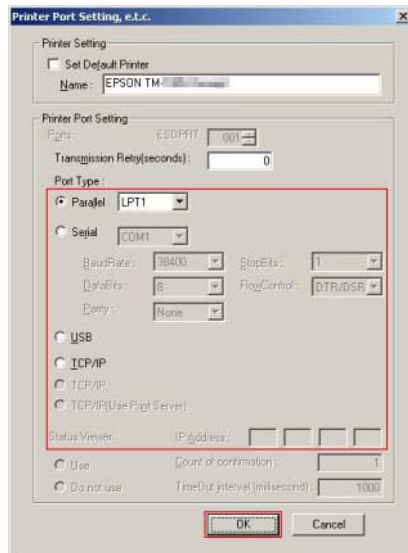 Printer Port Setting, e.t.c.
Printer Setting
Set Default Printer
Name : EPSON TM-
Printer Port Setting
Ports : ESDPRT 001
Transmission Retry(seconds) : 0
Port Type :
Parallel LPT1
Serial COM1
BaudRate : 38400 StopBits : 1
DataBits : 8 FlowControl : DTR/DSR
Parity : None
USB
TCP/IP
TCP/IP
TCP/IP(Use Print Server)
Status Viewer IP Address :
Use Count of confirmation : 1
Do not use TimeOut interval (millisecond) : 1000
OK Cancel